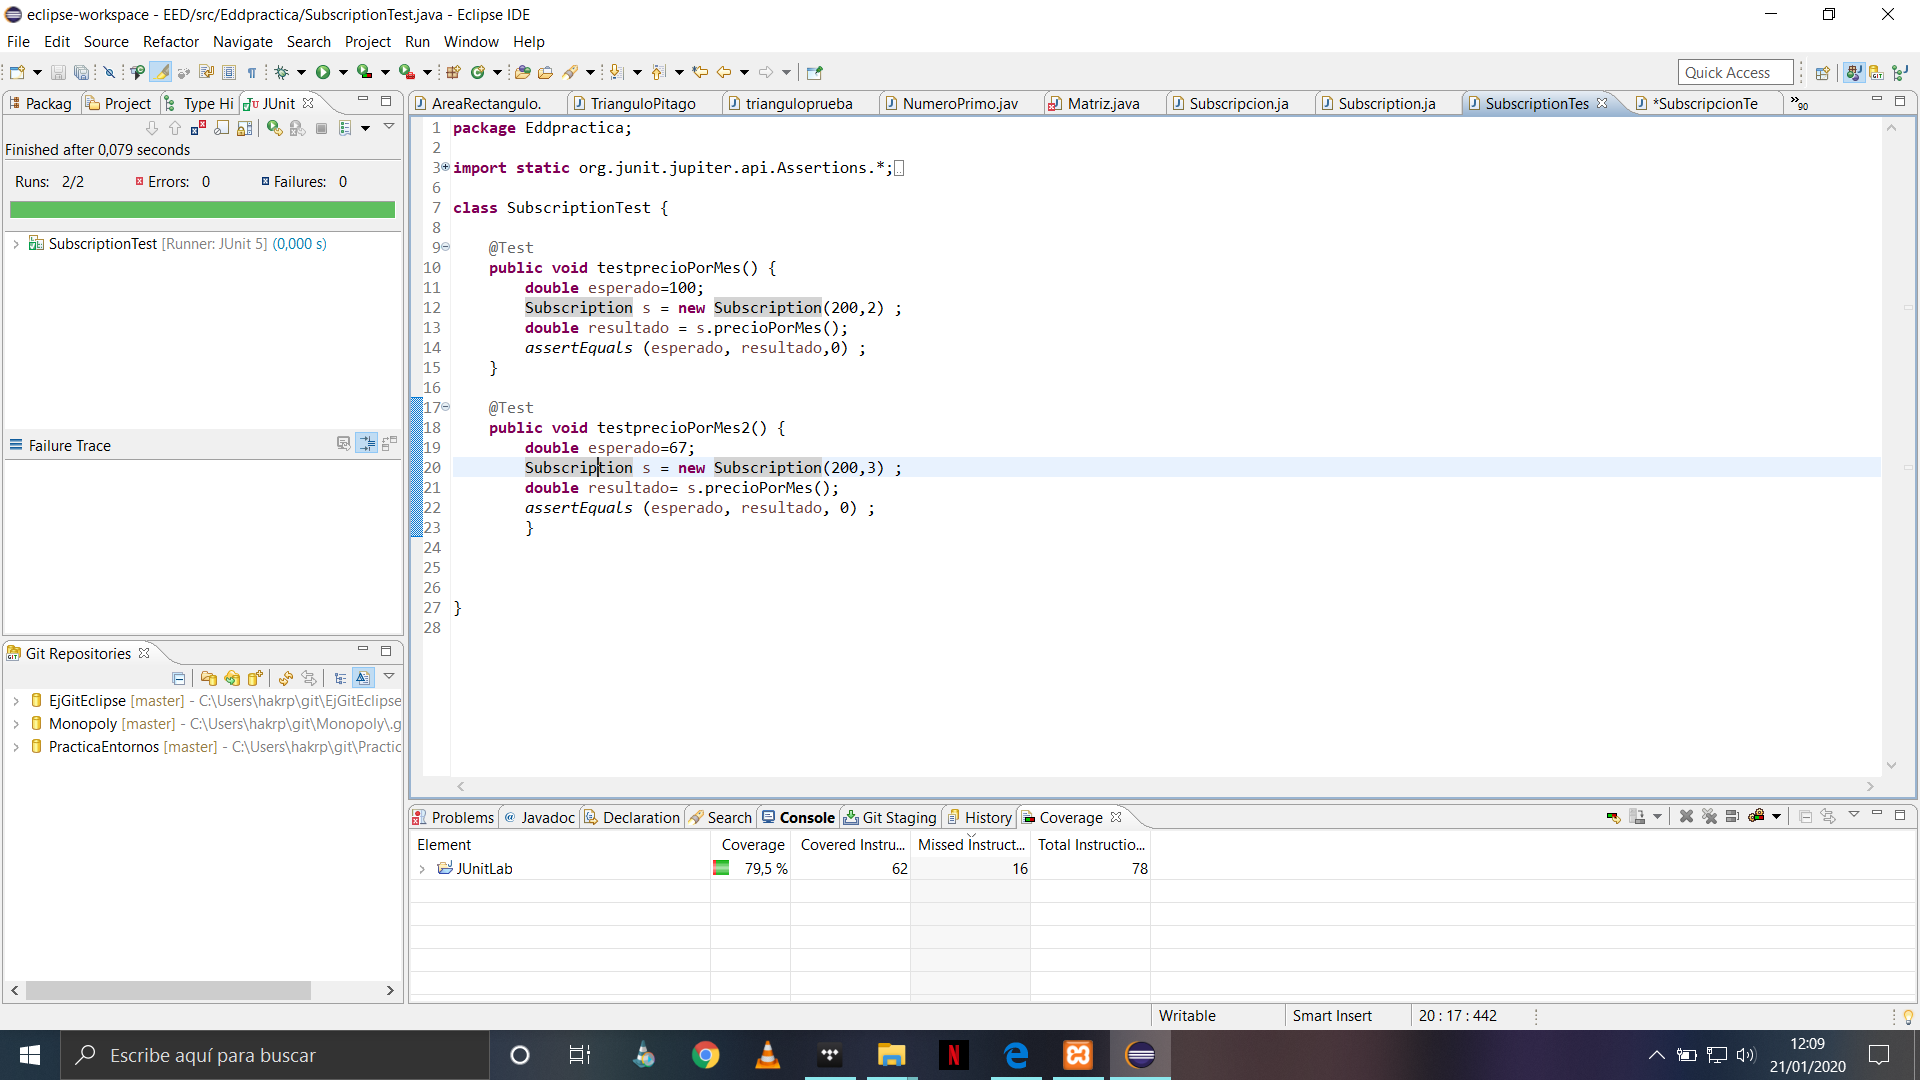 eclipse-workspace - EED/src/Eddpractica/SubscriptionTest.java - Eclipse IDE
File Edit Source Refactor Navigate Search Project Run Window Help
Quick Access
Packag Project Type Hi JUnit
Finished after 0,079 seconds
Runs: 2/2 Errors: 0 Failures: 0
SubscriptionTest [Runner: JUnit 5] (0,000 s)
Failure Trace
Git Repositories
EjGitEclipse [master] - C:\Users\hakrp\git\EjGitEclipse
Monopoly [master] - C:\Users\hakrp\git\Monopoly\.g
PracticaEntornos [master] - C:\Users\hakrp\git\Practic
AreaRectangulo. TrianguloPitago trianguloprueba NumeroPrimo.jav Matriz.java Subscripcion.ja Subscription.ja SubscriptionTes *SubscripcionTe »90
1 package Eddpractica;
2
3 import static org.junit.jupiter.api.Assertions.*;
6
7 class SubscriptionTest {
8
9 @Test
10 public void testprecioPorMes() {
11 double esperado=100;
12 Subscription s = new Subscription(200,2) ;
13 double resultado = s.precioPorMes();
14 assertEquals (esperado, resultado,0) ;
15 }
16
17 @Test
18 public void testprecioPorMes2() {
19 double esperado=67;
20 Subscription s = new Subscription(200,3) ;
21 double resultado= s.precioPorMes();
22 assertEquals (esperado, resultado, 0) ;
23 }
24
25
26
27 }
28
Problems @ Javadoc Declaration Search Console Git Staging History Coverage
Element Coverage Covered Instru... Missed Instruct... Total Instructio...
JUnitLab 79,5 % 62 16 78
Writable Smart Insert 20 : 17 : 442
Escribe aquí para buscar
12:09
21/01/2020